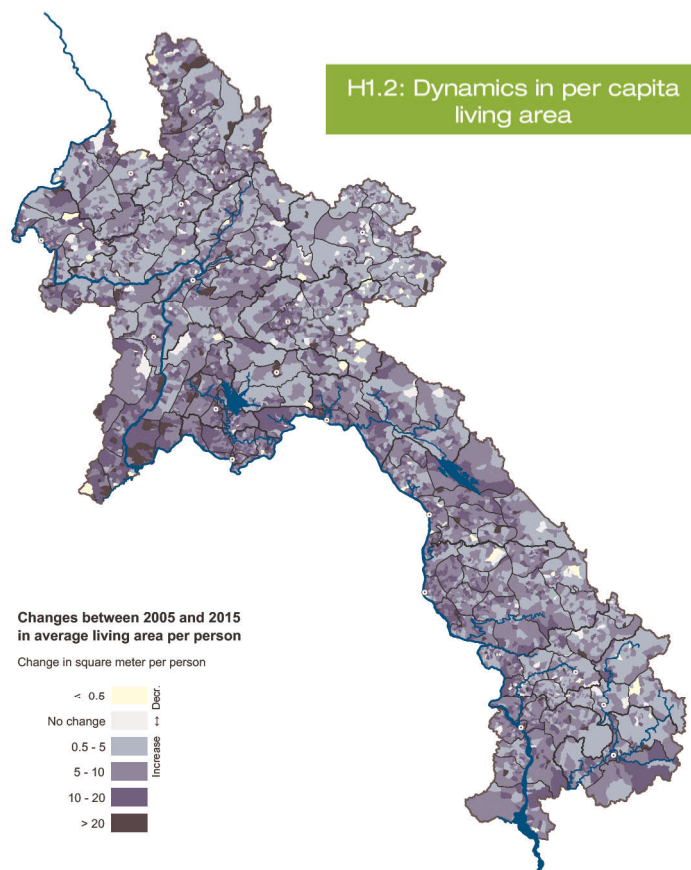 H1.2: Dynamics in per capita
living area
Changes between 2005 and 2015
in average living area per person
Change in square meter per person
< 0.5
Decr.
No change
↔
0.5 - 5
Increase
5 - 10
10 - 20
> 20